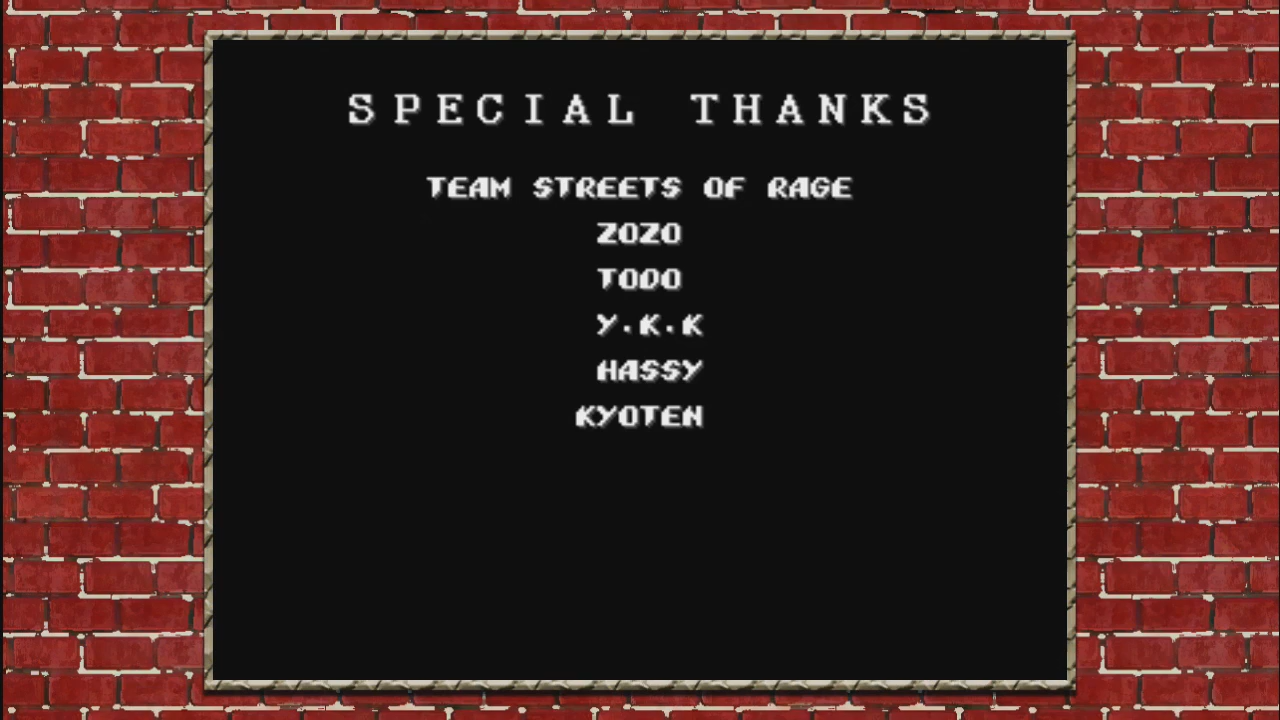 SPECIAL THANKS
TEAM STREETS OF RAGE
ZOZO
TODO
Y.K.K
HASSY
KYOTEN